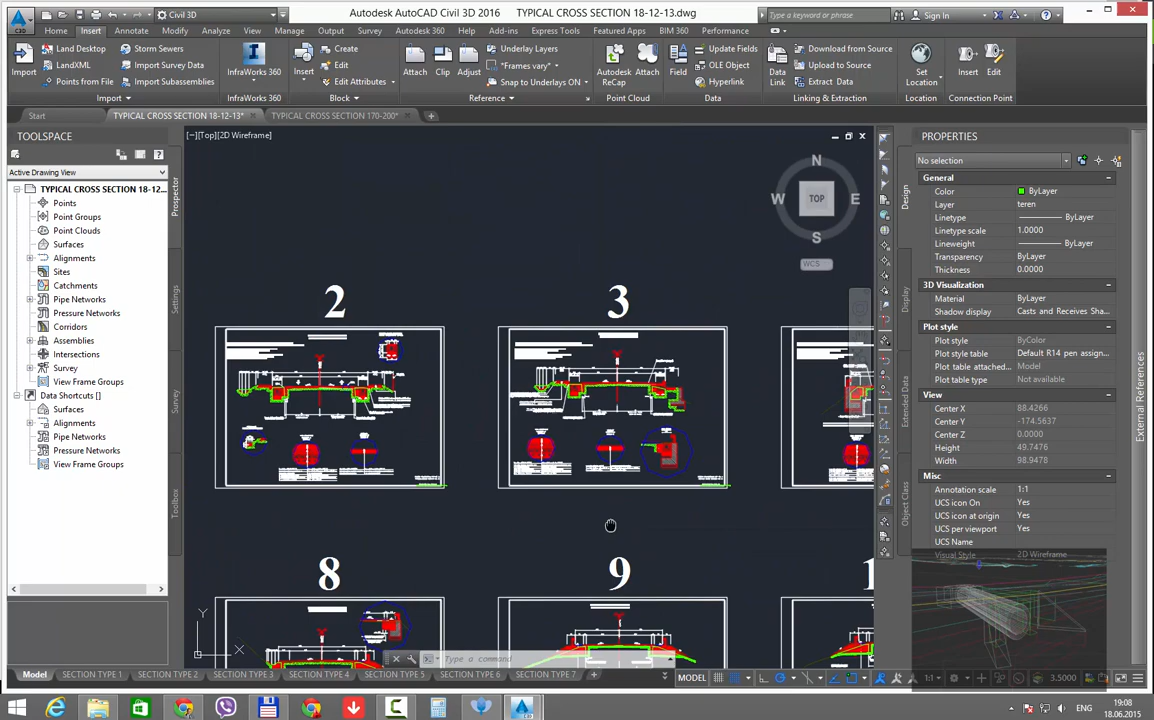 Civil 3D
Autodesk AutoCAD Civil 3D 2016 TYPICAL CROSS SECTION 18-12-13.dwg
Type a keyword or phrase
Sign In
Home Insert Annotate Modify Analyze View Manage Output Survey Autodesk 360 Help Add-ins Express Tools Featured Apps BIM 360 Performance
Land Desktop Storm Sewers
LandXML Import Survey Data
Points from File Import Subassemblies
Import
InfraWorks 360
Insert
Create
Edit
Edit Attributes
Attach Clip Adjust
Underlay Layers
*Frames vary*
Snap to Underlays ON
Autodesk ReCap
Attach
Field
Update Fields
OLE Object
Hyperlink
Data Link
Download from Source
Upload to Source
Extract Data
Set Location
Insert Edit
Import InfraWorks 360 Block Reference Point Cloud Data Linking & Extraction Location Connection Point
Start TYPICAL CROSS SECTION 18-12-13* TYPICAL CROSS SECTION 170-200*
TOOLSPACE
Active Drawing View
TYPICAL CROSS SECTION 18-12...
Points
Point Groups
Point Clouds
Surfaces
Alignments
Sites
Catchments
Pipe Networks
Pressure Networks
Corridors
Assemblies
Intersections
Survey
View Frame Groups
Data Shortcuts []
Surfaces
Alignments
Pipe Networks
Pressure Networks
View Frame Groups
Prospector
Settings
Survey
Toolbox
[−][Top][2D Wireframe]
N
W TOP E
S
WCS
2 3
8 9 1
Y
X
Type a command
Design
Display
Extended Data
Object Class
PROPERTIES
No selection
General
Color ByLayer
Layer teren
Linetype ByLayer
Linetype scale 1.0000
Lineweight ByLayer
Transparency ByLayer
Thickness 0.0000
3D Visualization
Material ByLayer
Shadow display Casts and Receives Sha...
Plot style
Plot style ByColor
Plot style table Default R14 pen assign...
Plot table attached... Model
Plot table type Not available
View
Center X 88.4266
Center Y -174.5637
Center Z 0.0000
Height 49.7476
Width 98.9478
Misc
Annotation scale 1:1
UCS icon On Yes
UCS icon at origin Yes
UCS per viewport Yes
UCS Name
Visual Style 2D Wireframe
External References
Model SECTION TYPE 1 SECTION TYPE 2 SECTION TYPE 3 SECTION TYPE 4 SECTION TYPE 5 SECTION TYPE 6 SECTION TYPE 7
MODEL 1:1 3.5000
ENG
19:08
18.06.2015